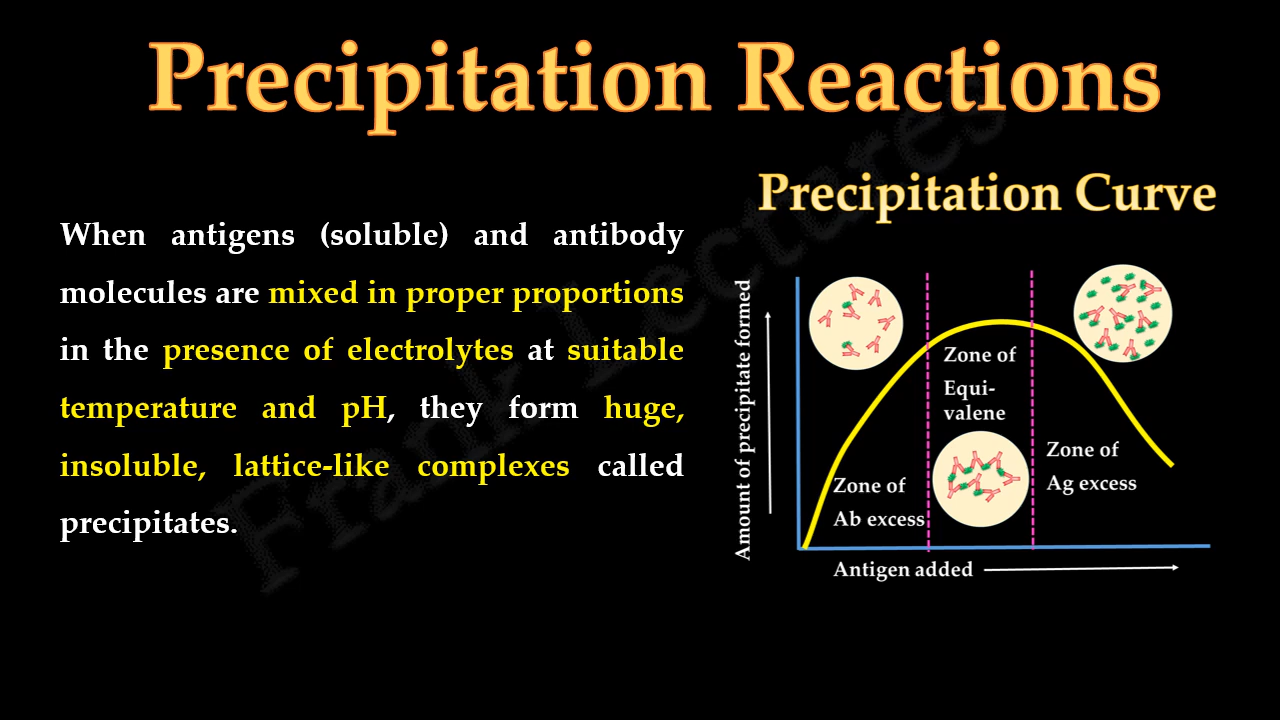 Precipitation Reactions
Precipitation Curve
When antigens (soluble) and antibody
molecules are mixed in proper proportions
in the presence of electrolytes at suitable
temperature and pH, they form huge,
insoluble, lattice-like complexes called
precipitates.
Amount of precipitate formed
Zone of
Ab excess
Zone of
Equi-
valene
Zone of
Ag excess
Antigen added
Frank Lectures